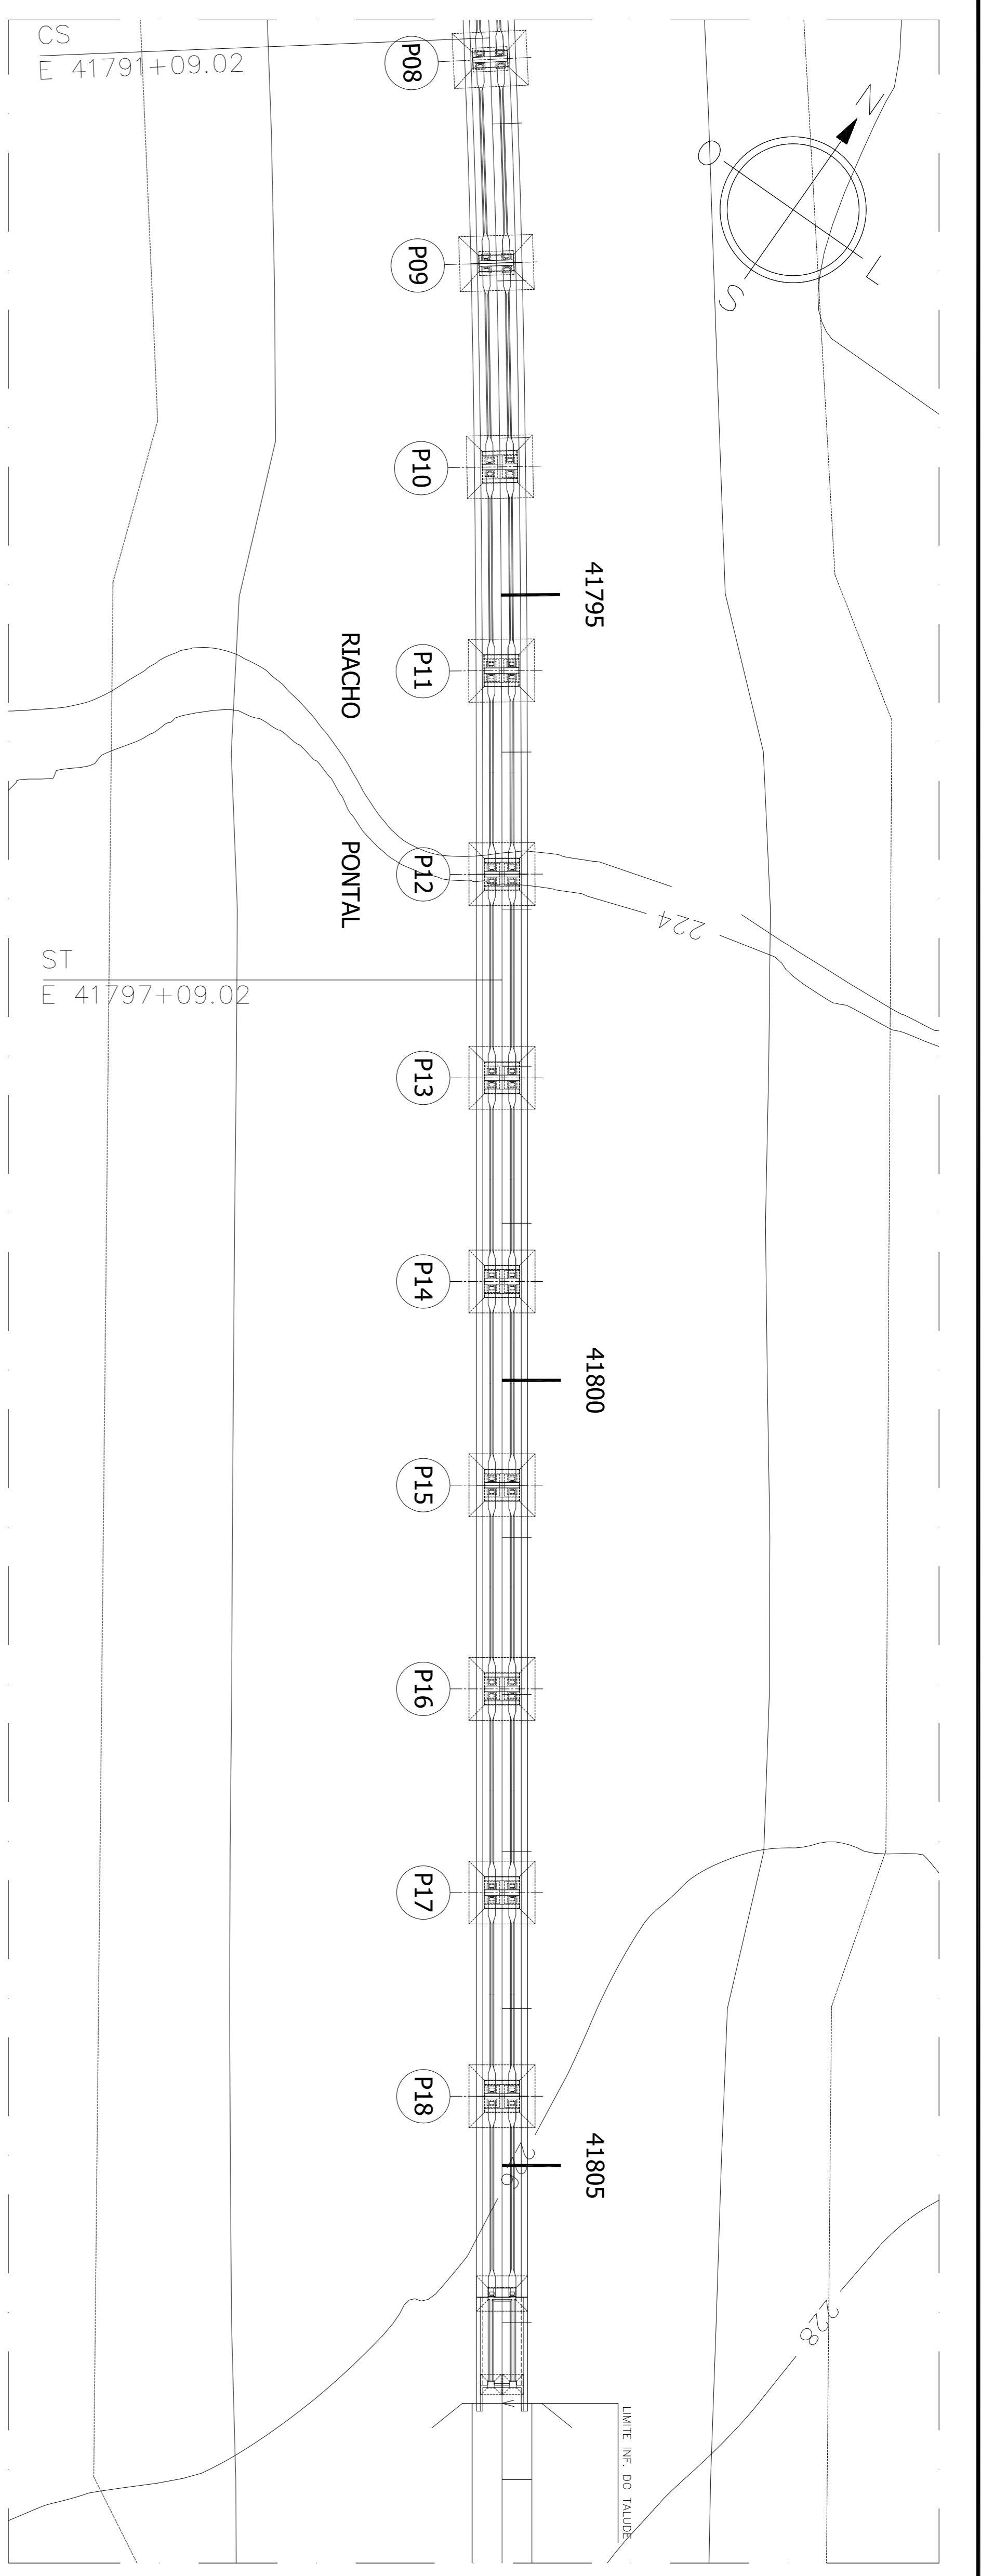 CS
E 41791+09.02
P08
N
O
L
S
P09
P10
41795
RIACHO
P11
PONTAL
P12
224
ST
E 41797+09.02
P13
P14
41800
P15
P16
P17
P18
226
41805
228
LIMITE INF. DO TALUDE